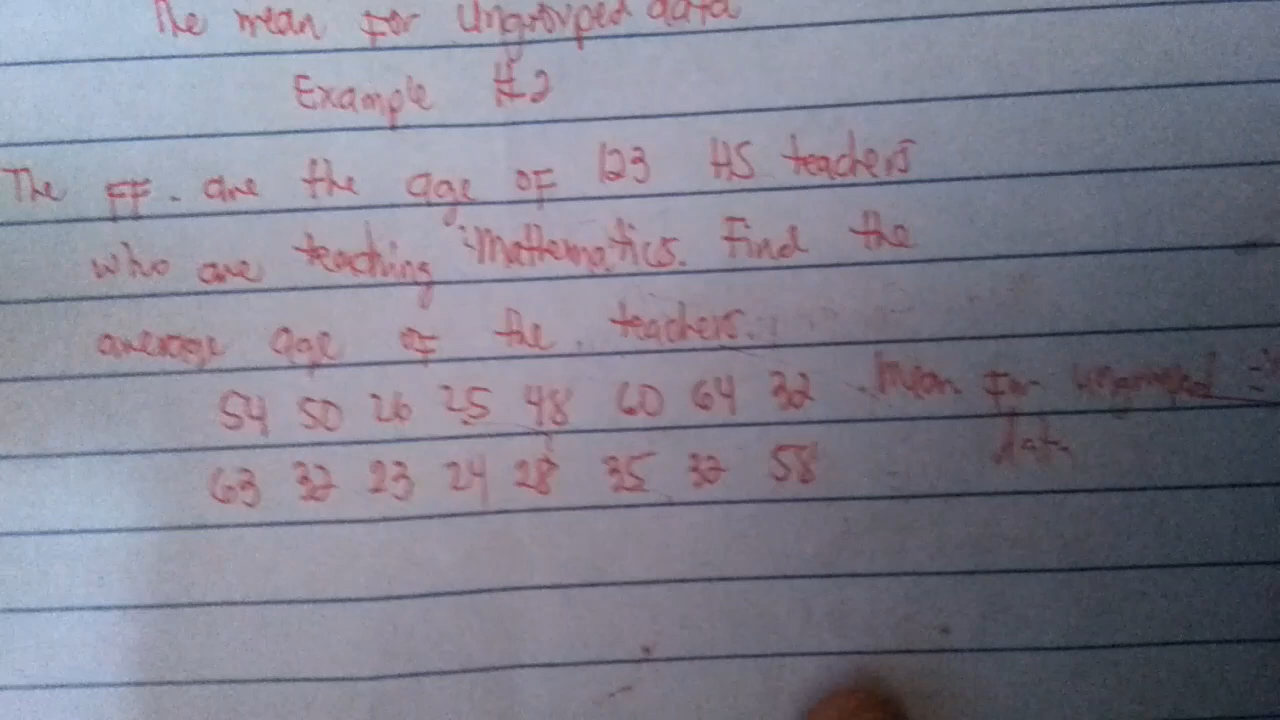 The mean for Ungrouped data
Example #2
The FF. are the age of 123 HS teachers
who are teaching Mathematics. Find the
average age of the teachers.
54 50 26 25 48 60 64 32 Mean for ungrouped
data
63 32 23 24 28 35 32 58